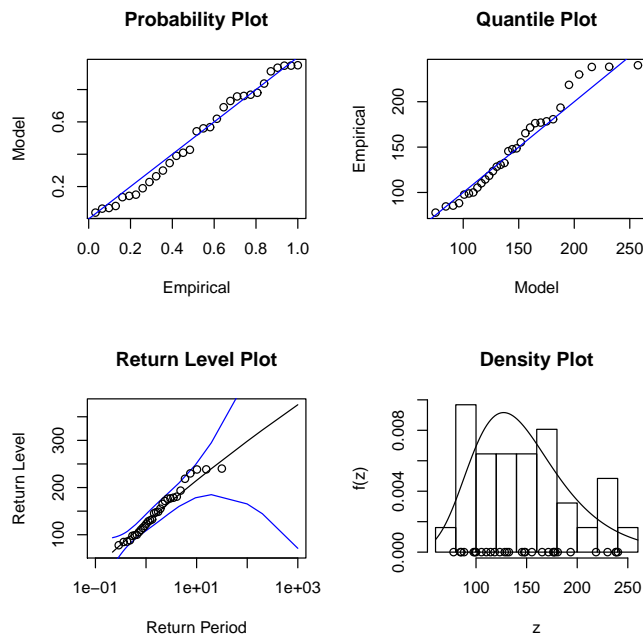 Probability Plot
Model
0.2 0.6
0.0 0.2 0.4 0.6 0.8 1.0
Empirical
Quantile Plot
Empirical
100 150 200
100 150 200 250
Model
Return Level Plot
Return Level
100 200 300
1e−01 1e+01 1e+03
Return Period
Density Plot
f(z)
0.000 0.004 0.008
100 150 200 250
z